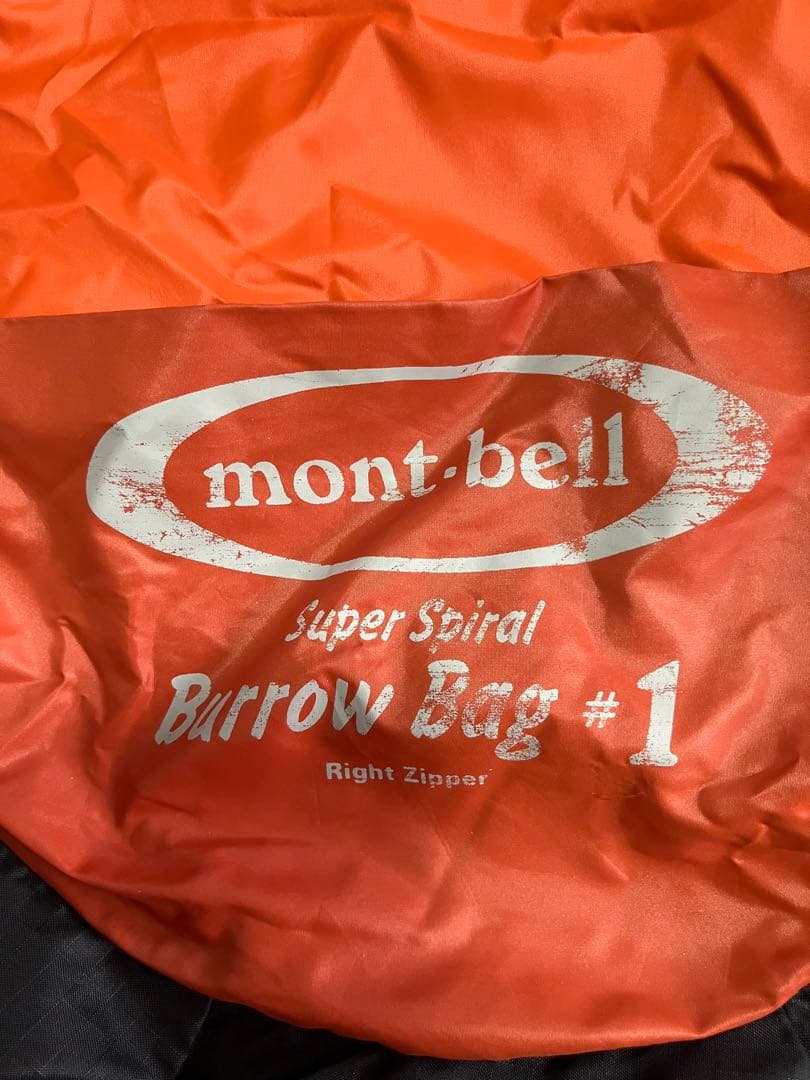 mont-bell
Super Spiral
Burrow Bag #1
Right Zipper